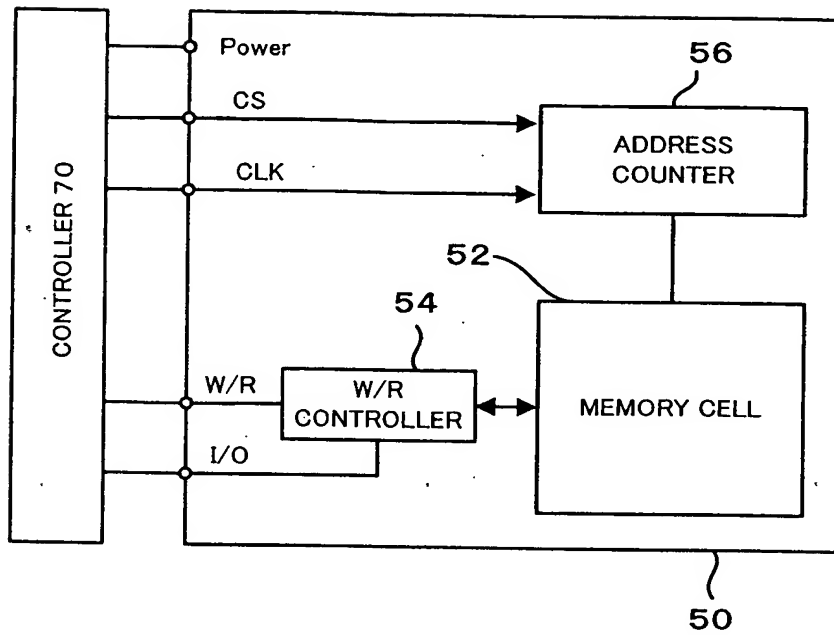 CONTROLLER 70
Power
CS
CLK
56
ADDRESS
COUNTER
52
MEMORY CELL
54
W/R
W/R
CONTROLLER
I/O
50